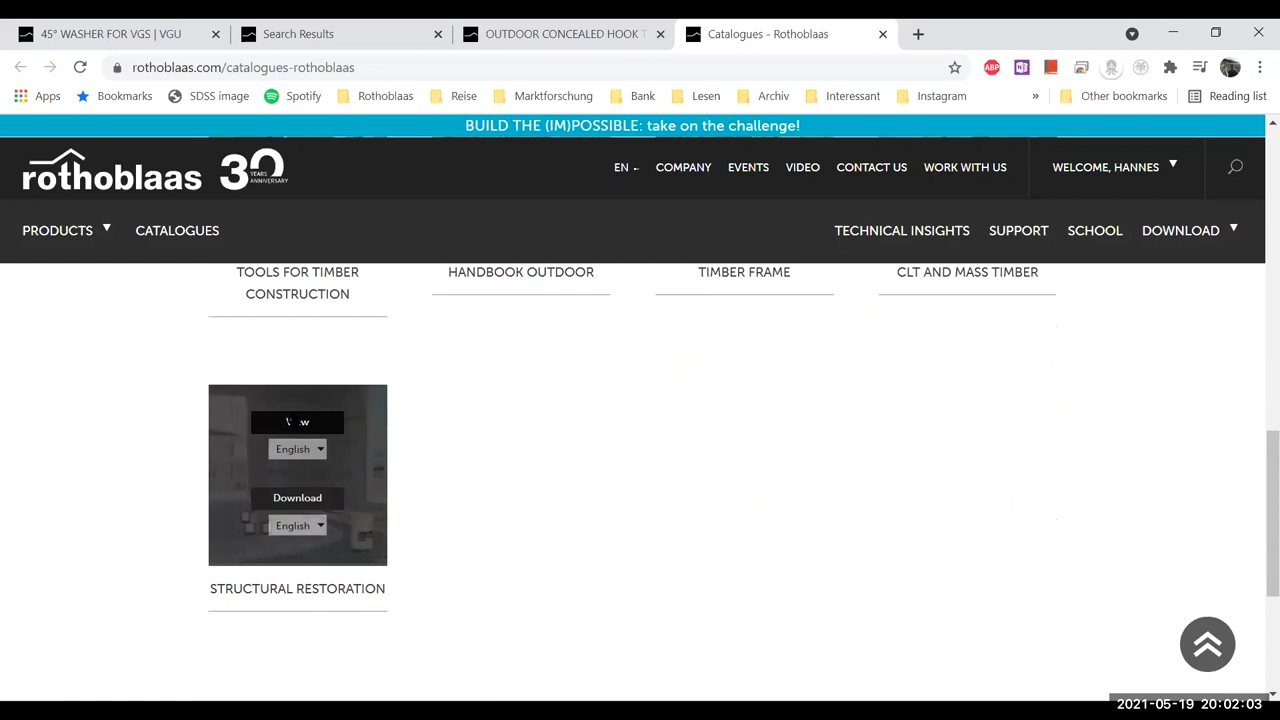 45° WASHER FOR VGS | VGU
Search Results
OUTDOOR CONCEALED HOOK T
Catalogues - Rothoblaas
rothoblaas.com/catalogues-rothoblaas
ABP
Apps
Bookmarks
SDSS image
Spotify
Rothoblaas
Reise
Marktforschung
Bank
Lesen
Archiv
Interessant
Instagram
»
Other bookmarks
Reading list
BUILD THE (IM)POSSIBLE: take on the challenge!
rothoblaas 30 YEARS ANNIVERSARY
EN
COMPANY
EVENTS
VIDEO
CONTACT US
WORK WITH US
WELCOME, HANNES
PRODUCTS
CATALOGUES
TECHNICAL INSIGHTS
SUPPORT
SCHOOL
DOWNLOAD
TOOLS FOR TIMBER
CONSTRUCTION
HANDBOOK OUTDOOR
TIMBER FRAME
CLT AND MASS TIMBER
English
Download
English
STRUCTURAL RESTORATION
2021-05-19 20:02:03